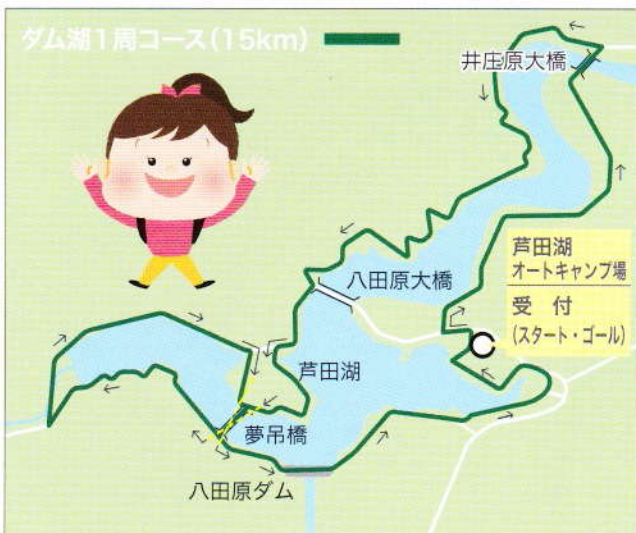 ダム湖1周コース(15km)
井庄原大橋
芦田湖
オートキャンプ場
受 付
(スタート・ゴール)
八田原大橋
芦田湖
夢吊橋
八田原ダム